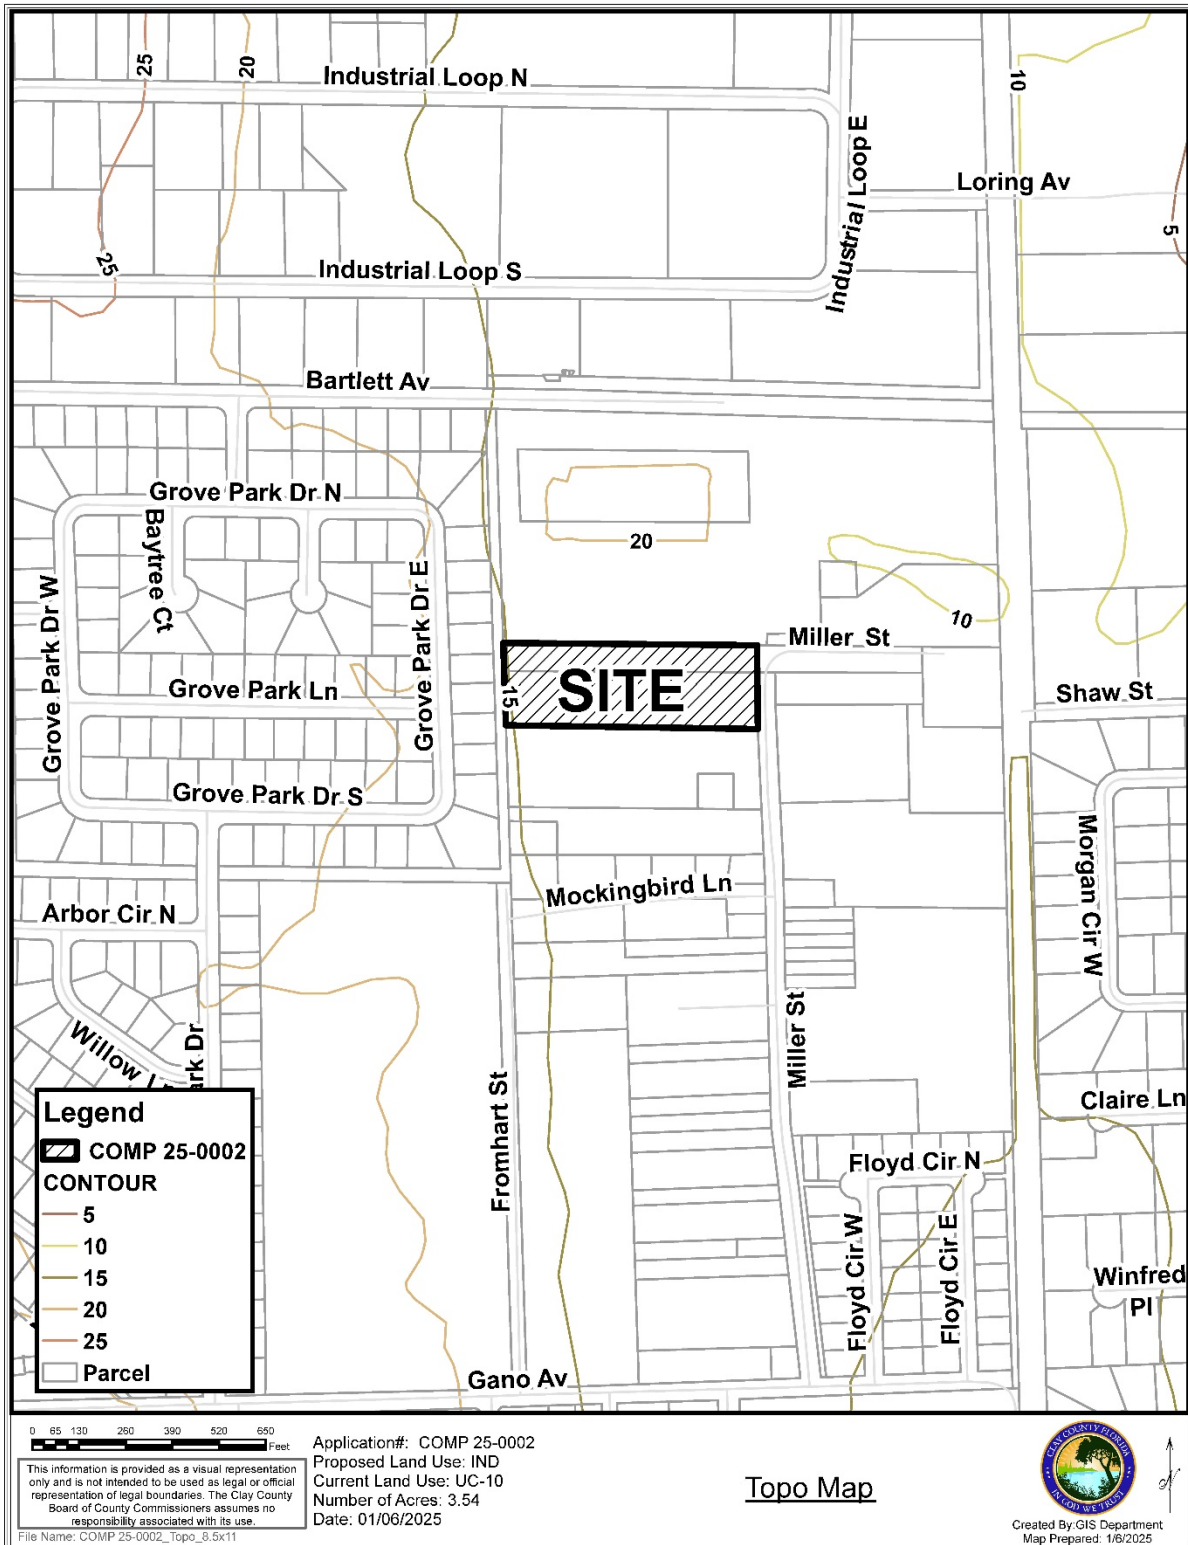 25
20
10
Industrial Loop N
Industrial Loop E
Loring Av
5
25
Industrial Loop S
Bartlett Av
Grove Park Dr N
Baytree Ct
20
Grove Park Dr W
Grove Park Dr E
10
Miller St
SITE
15
Grove Park Ln
Shaw St
Grove Park Dr S
Morgan Cir W
Mockingbird Ln
Arbor Cir N
Willow Ln
ark Dr
Miller St
Fromhart St
Claire Ln
Floyd Cir N
Floyd Cir W
Floyd Cir E
Winfred
Pl
Gano Av
Legend
COMP 25-0002
CONTOUR
5
10
15
20
25
Parcel
0 65 130 260 390 520 650
Feet
This information is provided as a visual representation
only and is not intended to be used as legal or official
representation of legal boundaries. The Clay County
Board of County Commissioners assumes no
responsibility associated with its use.
File Name: COMP 25-0002_Topo_8.5x11
Application#: COMP 25-0002
Proposed Land Use: IND
Current Land Use: UC-10
Number of Acres: 3.54
Date: 01/06/2025
Topo Map
CLAY COUNTY FLORIDA
IN GOD WE TRUST
N
Created By:GIS Department
Map Prepared: 1/6/2025